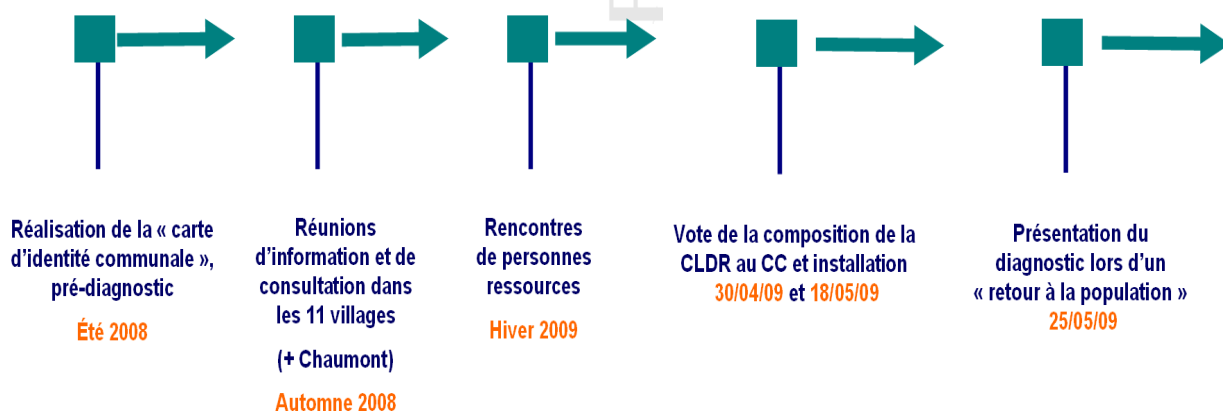 Réalisation de la « carte
d'identité communale »,
pré-diagnostic
Été 2008
Réunions
d'information et de
consultation dans
les 11 villages
(+ Chaumont)
Automne 2008
Rencontres
de personnes
ressources
Hiver 2009
Vote de la composition de la
CLDR au CC et installation
30/04/09 et 18/05/09
Présentation du
diagnostic lors d'un
« retour à la population »
25/05/09